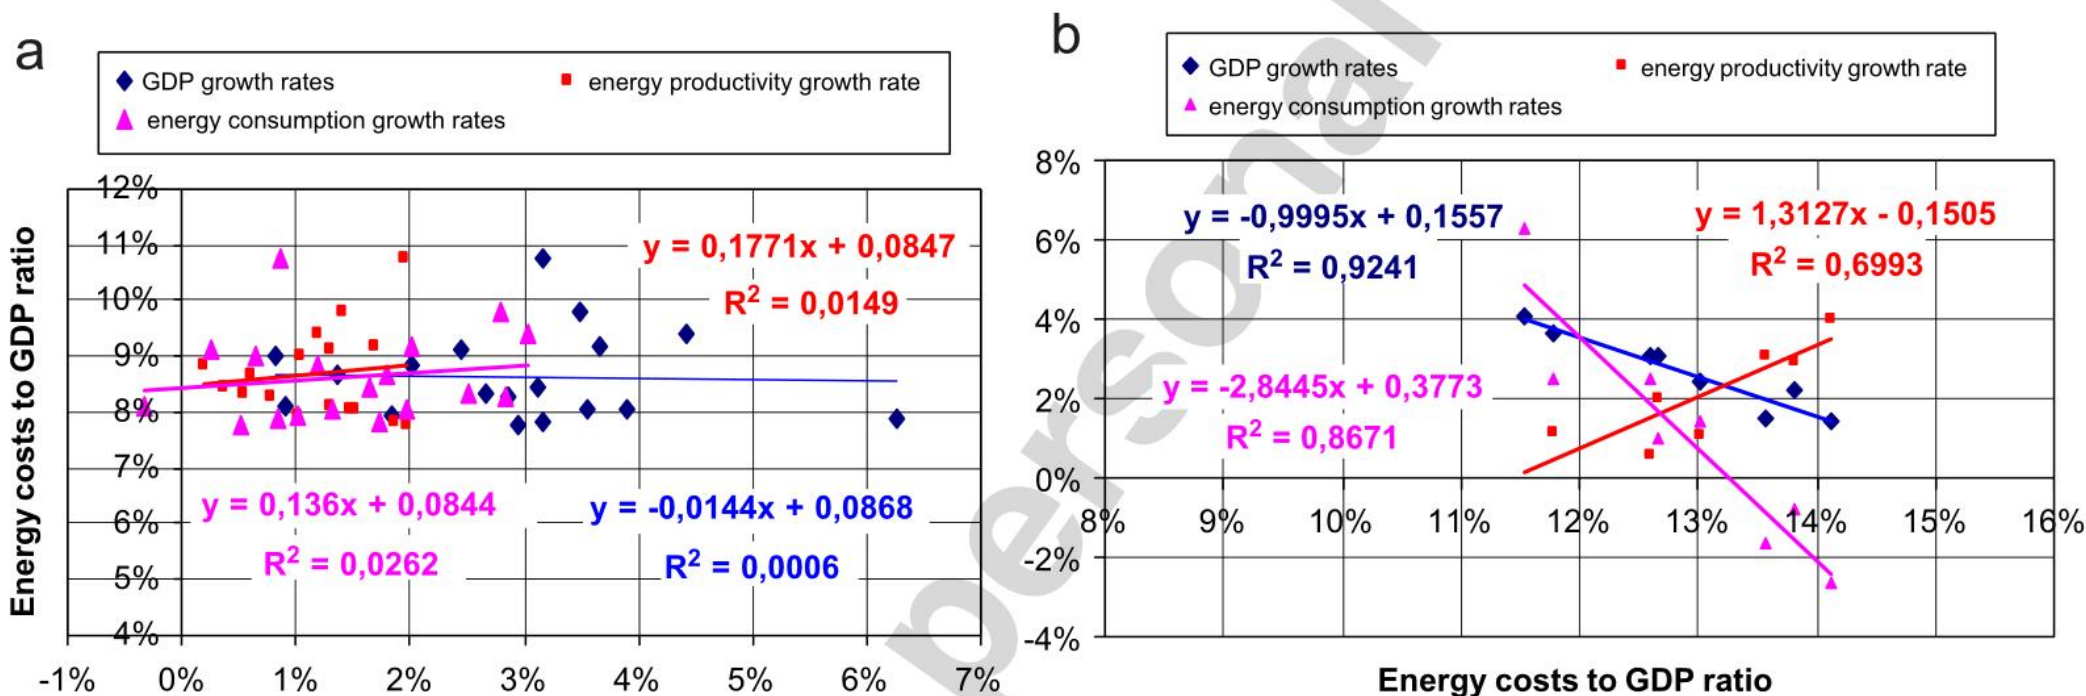 a
GDP growth rates
energy productivity growth rate
energy consumption growth rates
Energy costs to GDP ratio
12%
11%
10%
9%
8%
7%
6%
5%
4%
y = 0,1771x + 0,0847
R² = 0,0149
y = 0,136x + 0,0844
R² = 0,0262
y = -0,0144x + 0,0868
R² = 0,0006
-1% 0% 1% 2% 3% 4% 5% 6% 7%
b
GDP growth rates
energy productivity growth rate
energy consumption growth rates
8%
6%
4%
2%
0%
-2%
-4%
y = -0,9995x + 0,1557
R² = 0,9241
y = 1,3127x - 0,1505
R² = 0,6993
y = -2,8445x + 0,3773
R² = 0,8671
8% 9% 10% 11% 12% 13% 14% 15% 16%
Energy costs to GDP ratio
personal